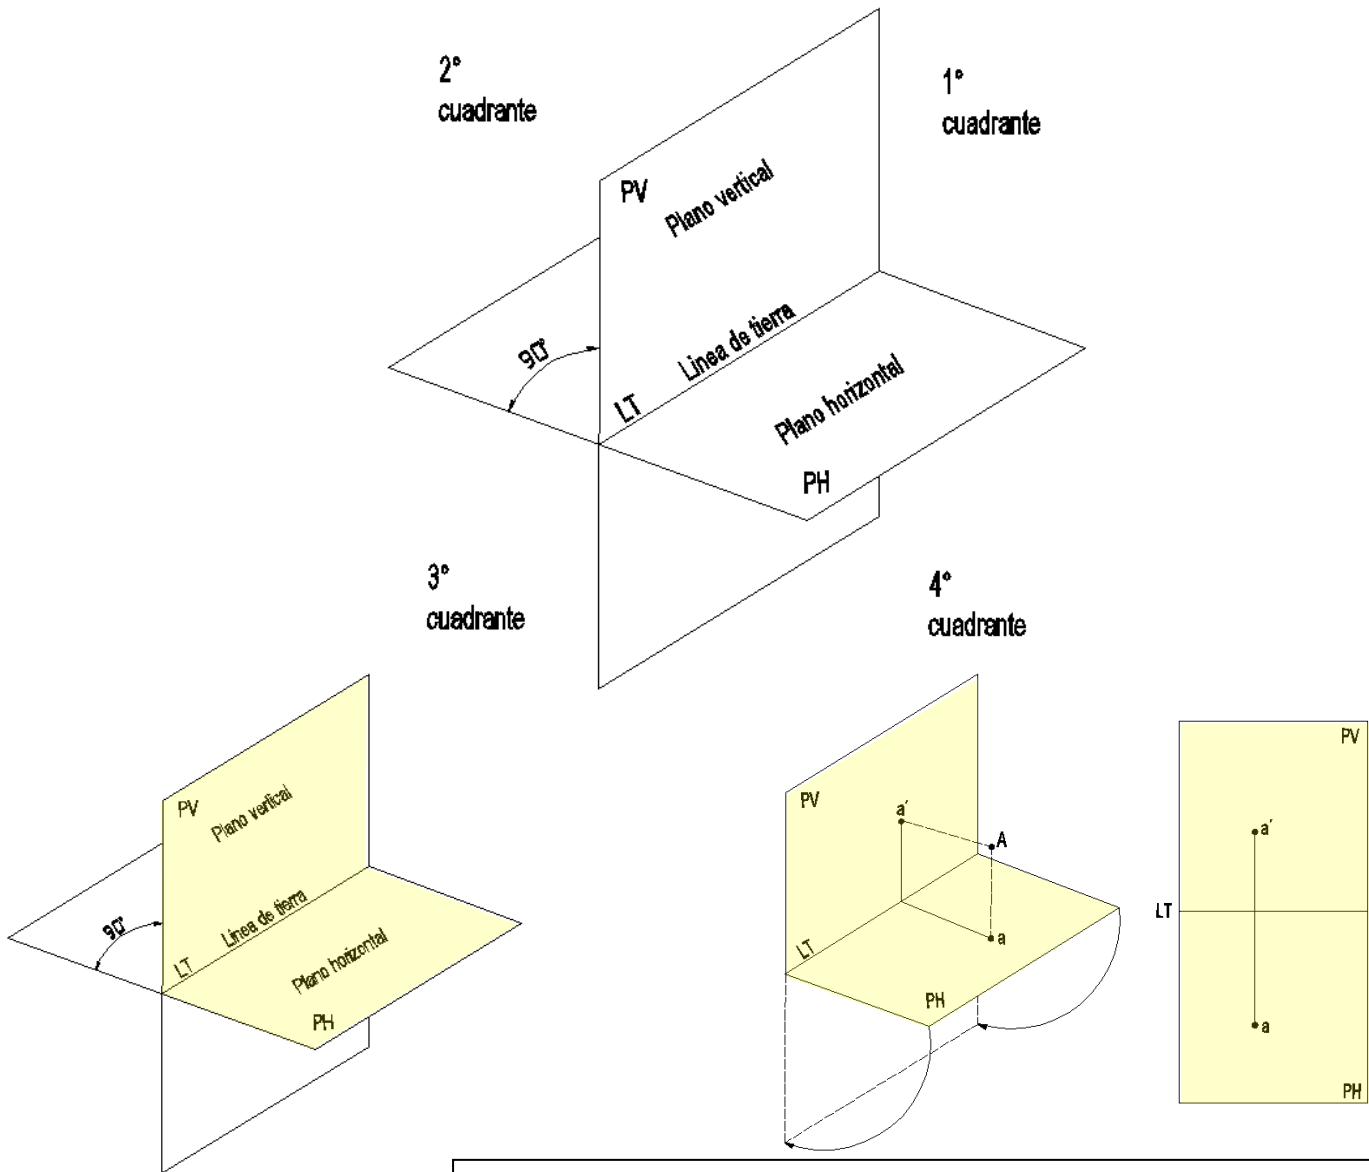 2°
cuadrante
1°
cuadrante
PV
Plano vertical
90°
LT
Linea de tierra
Plano horizontal
PH
3°
cuadrante
4°
cuadrante
PV
Plano vertical
90°
LT
Linea de tierra
Plano horizontal
PH
PV
a'
A
LT
a
PH
PV
a'
LT
a
PH